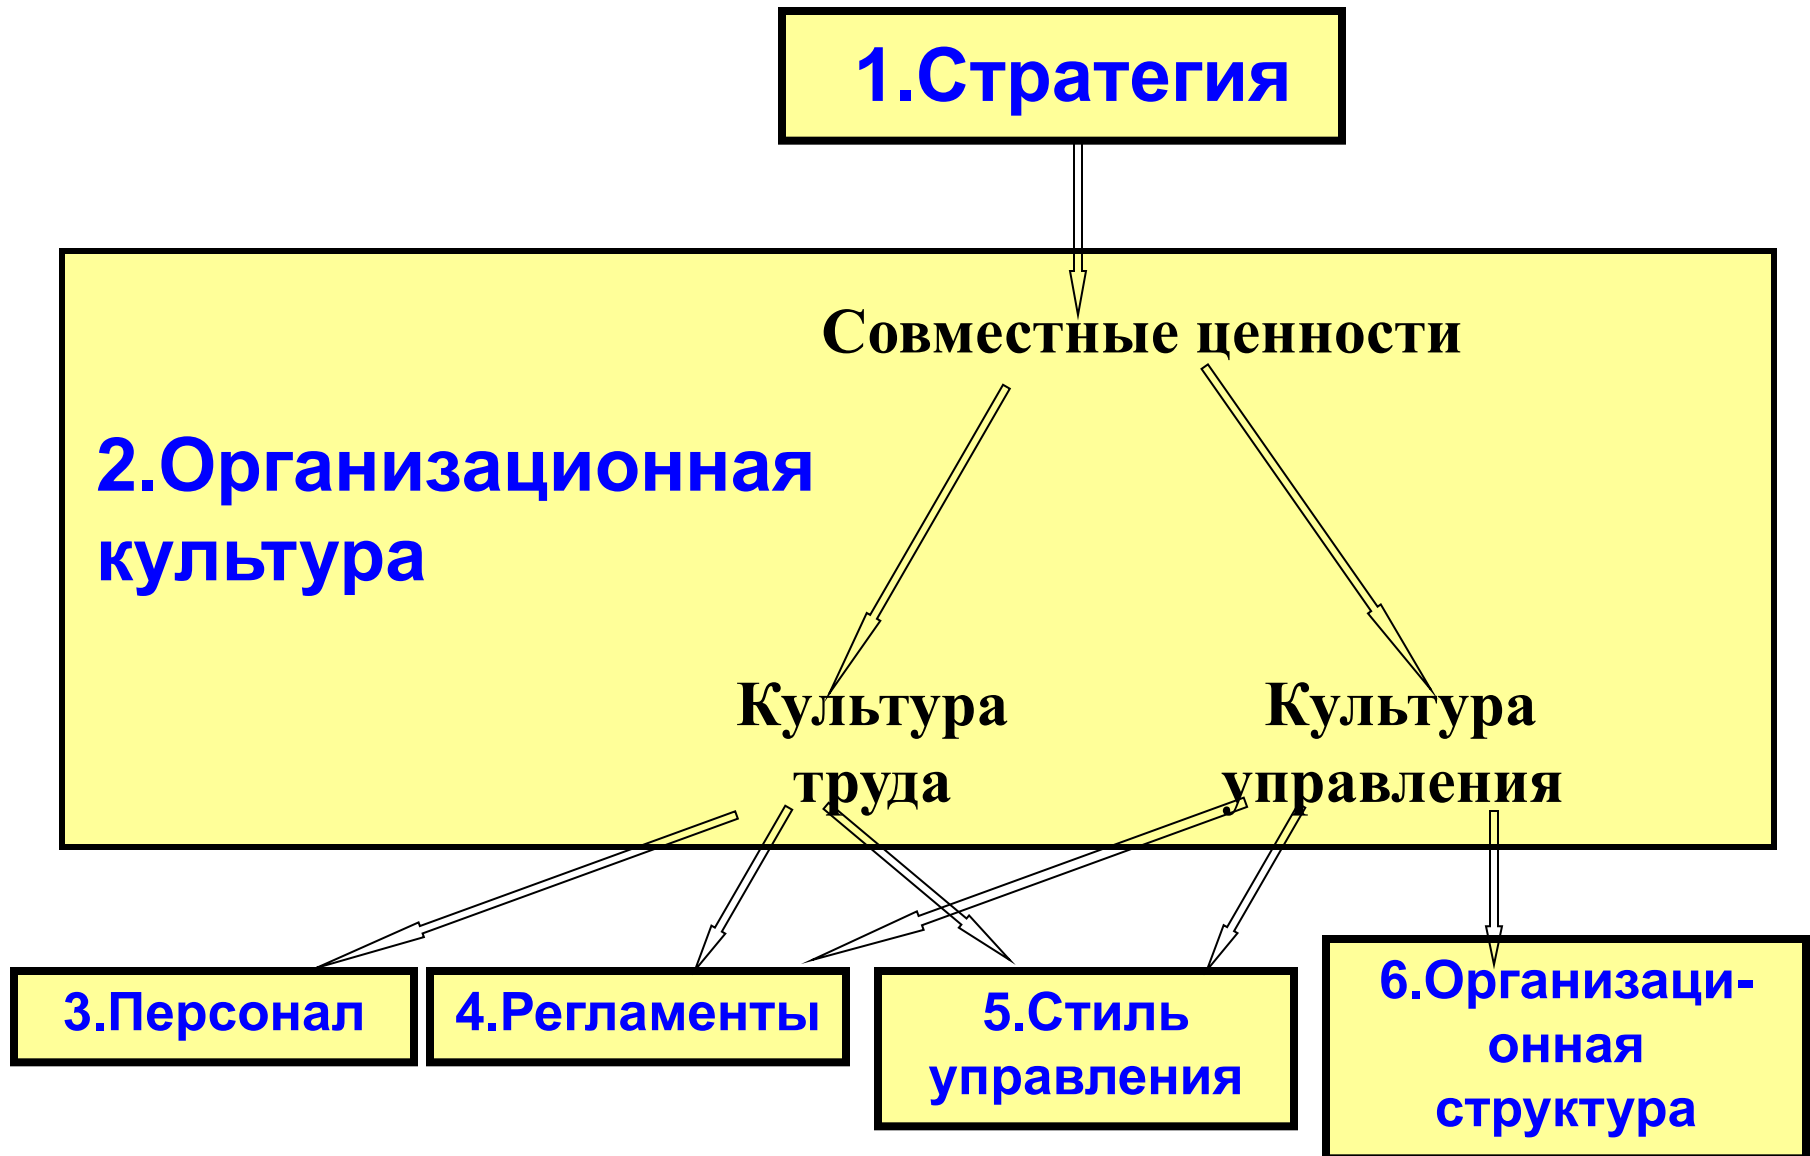 1.Стратегия
Совместные ценности
2.Организационная
культура
Культура
труда
Культура
управления
3.Персонал
4.Регламенты
5.Стиль
управления
6.Организаци-
онная
структура